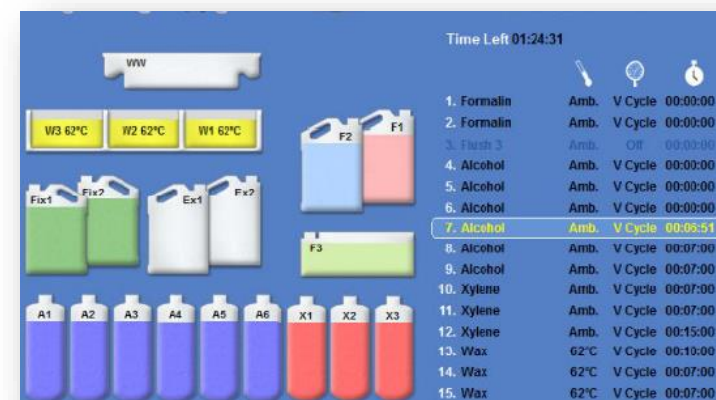 Time Left 01:24:31
WW
W3 62°C W2 62°C W1 62°C
F2 F1
Fix1 Fix2 Ex1 Ex2
F3
A1 A2 A3 A4 A5 A6 X1 X2 X3
1. Formalin Amb. V Cycle 00:00:00
2. Formalin Amb. V Cycle 00:00:00
3. Flush 3 Amb. Off 00:00:00
4. Alcohol Amb. V Cycle 00:00:00
5. Alcohol Amb. V Cycle 00:00:00
6. Alcohol Amb. V Cycle 00:00:00
7. Alcohol Amb. V Cycle 00:06:51
8. Alcohol Amb. V Cycle 00:07:00
9. Alcohol Amb. V Cycle 00:07:00
10. Xylene Amb. V Cycle 00:07:00
11. Xylene Amb. V Cycle 00:07:00
12. Xylene Amb. V Cycle 00:15:00
13. Wax 62°C V Cycle 00:10:00
14. Wax 62°C V Cycle 00:07:00
15. Wax 62°C V Cycle 00:07:00